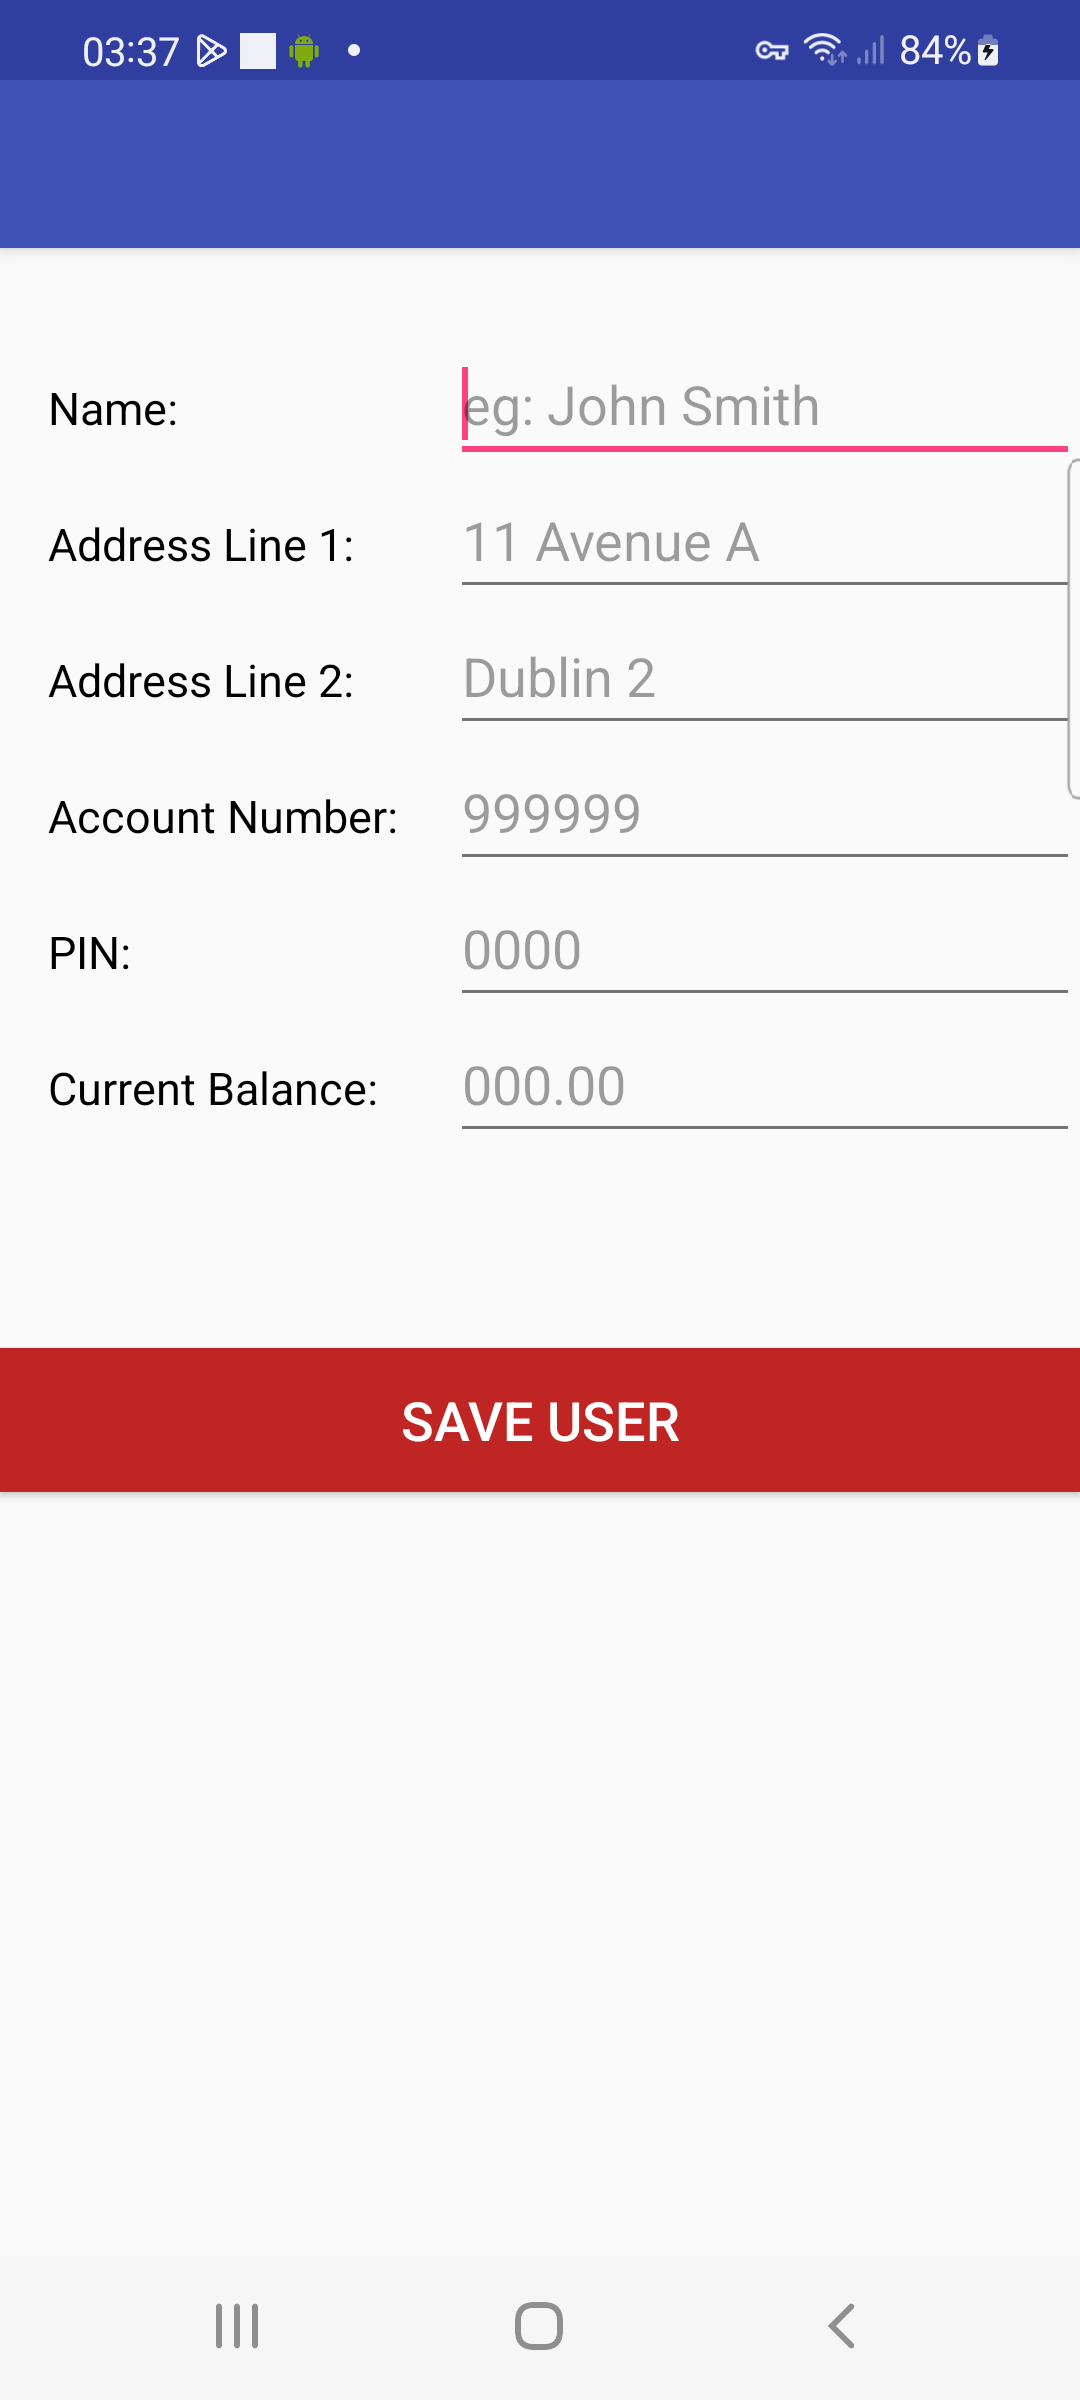 03:37 84%
Name: eg: John Smith
Address Line 1: 11 Avenue A
Address Line 2: Dublin 2
Account Number: 999999
PIN: 0000
Current Balance: 000.00
SAVE USER